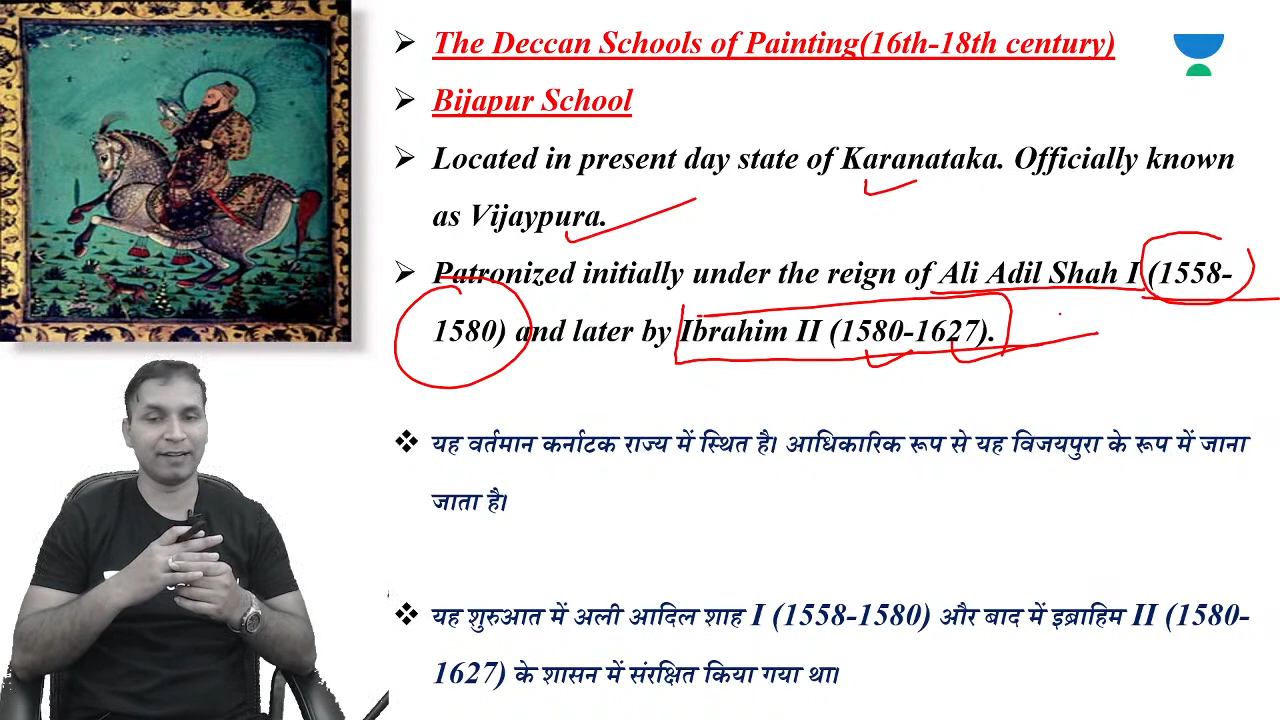 The Deccan Schools of Painting(16th-18th century)
Bijapur School
Located in present day state of Karanataka. Officially known
as Vijaypura.
Patronized initially under the reign of Ali Adil Shah I (1558-
1580) and later by Ibrahim II (1580-1627).
यह वर्तमान कर्नाटक राज्य में स्थित है। आधिकारिक रूप से यह विजयपुरा के रूप में जाना
जाता है।
यह शुरुआत में अली आदिल शाह I (1558-1580) और बाद में इब्राहिम II (1580-
1627) के शासन में संरक्षित किया गया था।